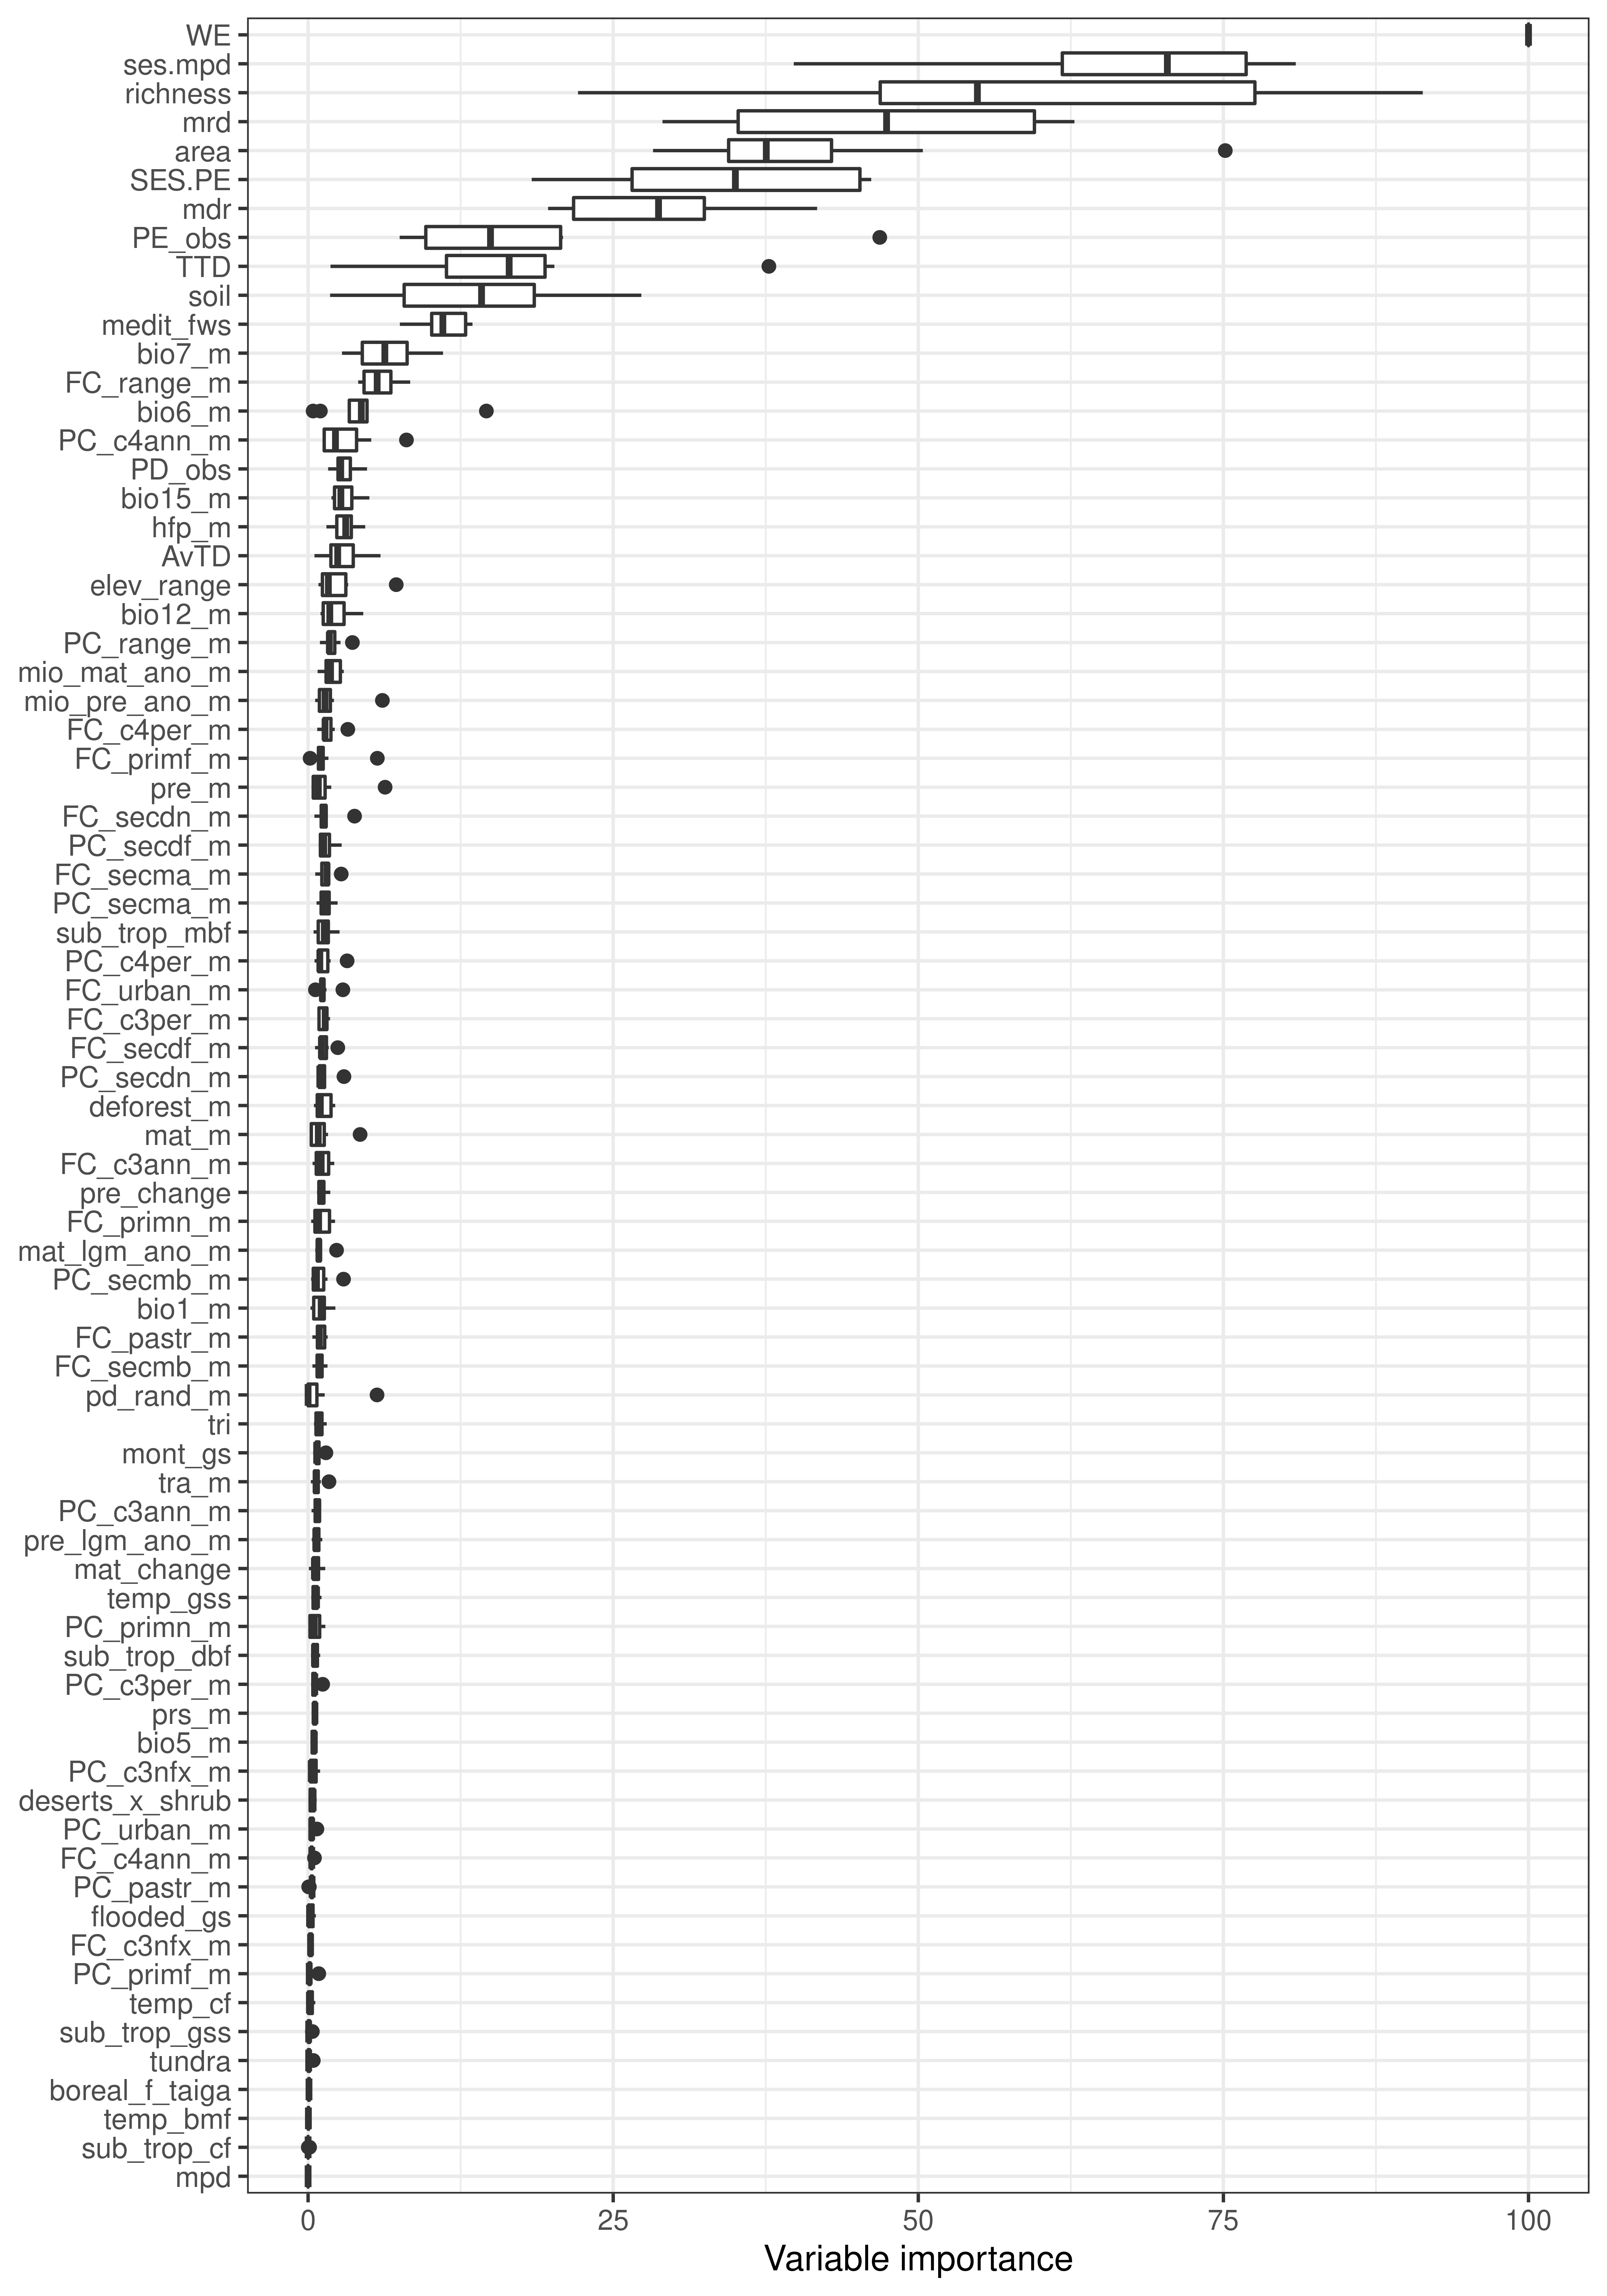 WE
ses.mpd
richness
mrd
area
SES.PE
mdr
PE_obs
TTD
soil
medit_fws
bio7_m
FC_range_m
bio6_m
PC_c4ann_m
PD_obs
bio15_m
hfp_m
AvTD
elev_range
bio12_m
PC_range_m
mio_mat_ano_m
mio_pre_ano_m
FC_c4per_m
FC_primf_m
pre_m
FC_secdn_m
PC_secdf_m
FC_secma_m
PC_secma_m
sub_trop_mbf
PC_c4per_m
FC_urban_m
FC_c3per_m
FC_secdf_m
PC_secdn_m
deforest_m
mat_m
FC_c3ann_m
pre_change
FC_primn_m
mat_lgm_ano_m
PC_secmb_m
bio1_m
FC_pastr_m
FC_secmb_m
pd_rand_m
tri
mont_gs
tra_m
PC_c3ann_m
pre_lgm_ano_m
mat_change
temp_gss
PC_primn_m
sub_trop_dbf
PC_c3per_m
prs_m
bio5_m
PC_c3nfx_m
deserts_x_shrub
PC_urban_m
FC_c4ann_m
PC_pastr_m
flooded_gs
FC_c3nfx_m
PC_primf_m
temp_cf
sub_trop_gss
tundra
boreal_f_taiga
temp_bmf
sub_trop_cf
mpd
0 25 50 75 100
Variable importance